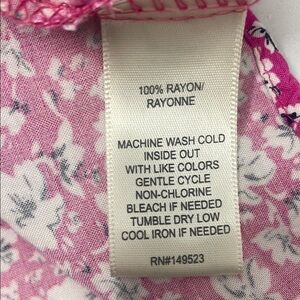 100% RAYON/
RAYONNE
MACHINE WASH COLD
INSIDE OUT
WITH LIKE COLORS
GENTLE CYCLE
NON-CHLORINE
BLEACH IF NEEDED
TUMBLE DRY LOW
COOL IRON IF NEEDED
RN#149523